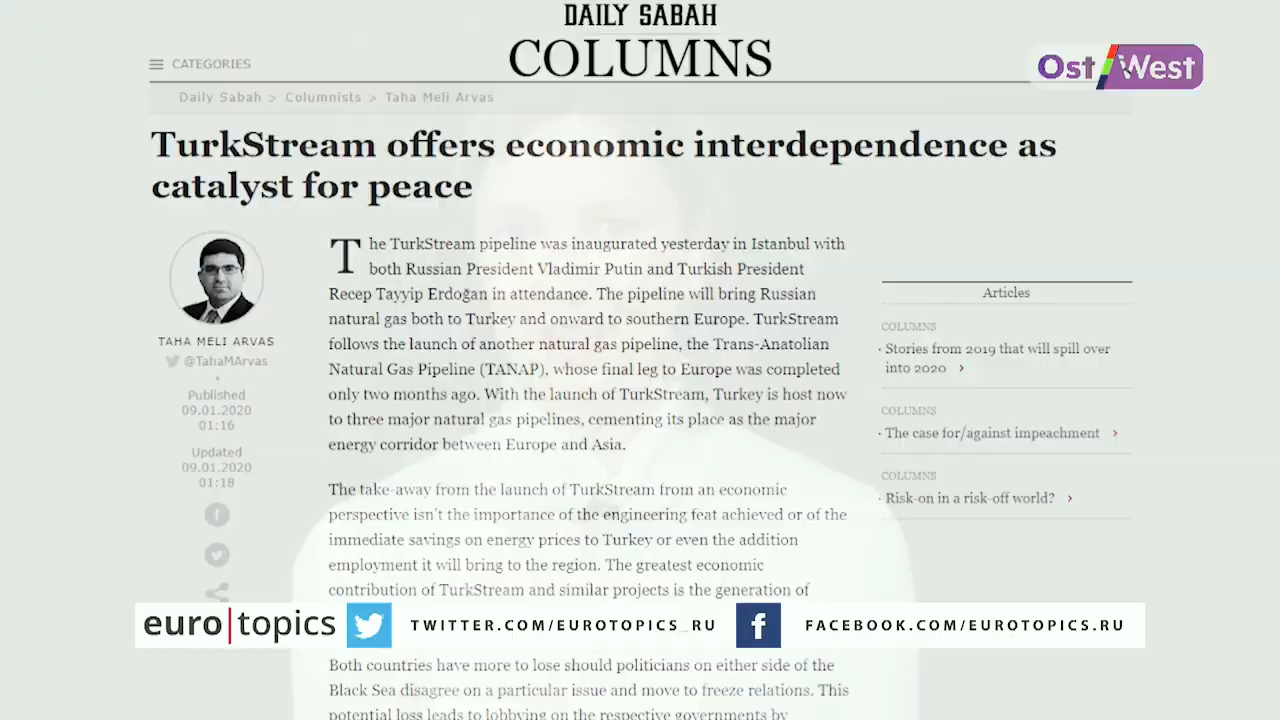 DAILY SABAH
COLUMNS
CATEGORIES
Ost West
Daily Sabah > Columnists > Taha Meli Arvas
TurkStream offers economic interdependence as
catalyst for peace
TAHA MELI ARVAS
@TahaMArvas
Published
09.01.2020
01:16
Updated
09.01.2020
01:18
The TurkStream pipeline was inaugurated yesterday in Istanbul with
both Russian President Vladimir Putin and Turkish President
Recep Tayyip Erdoğan in attendance. The pipeline will bring Russian
natural gas both to Turkey and onward to southern Europe. TurkStream
follows the launch of another natural gas pipeline, the Trans-Anatolian
Natural Gas Pipeline (TANAP), whose final leg to Europe was completed
only two months ago. With the launch of TurkStream, Turkey is host now
to three major natural gas pipelines, cementing its place as the major
energy corridor between Europe and Asia.
The take-away from the launch of TurkStream from an economic
perspective isn't the importance of the engineering feat achieved or of the
immediate savings on energy prices to Turkey or even the addition
employment it will bring to the region. The greatest economic
contribution of TurkStream and similar projects is the generation of
Both countries have more to lose should politicians on either side of the
Black Sea disagree on a particular issue and move to freeze relations. This
potential loss leads to lobbying on the respective governments by
Articles
COLUMNS
· Stories from 2019 that will spill over
into 2020 >
COLUMNS
· The case for/against impeachment >
COLUMNS
· Risk-on in a risk-off world? >
euro|topics
TWITTER.COM/EUROTOPICS_RU
FACEBOOK.COM/EUROTOPICS.RU